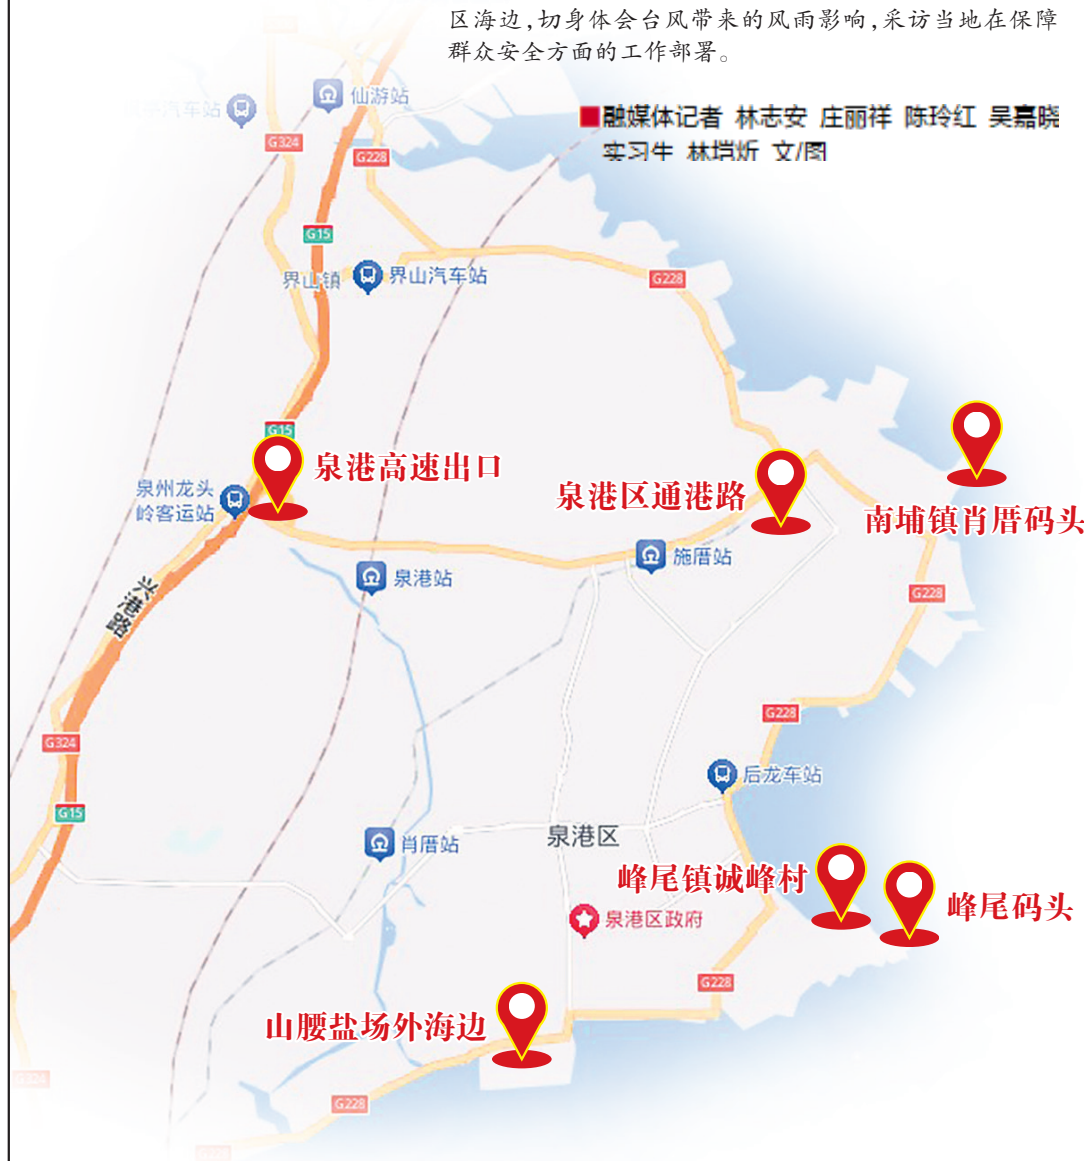 区海边,切身体会台风带来的风雨影响,采访当地在保障
群众安全方面的工作部署。
■融媒体记者 林志安 庄丽祥 陈玲红 吴嘉晓
实习生 林垲炘 文/图
仙游站
汽车站
G324
G228
G15
界山镇
界山汽车站
G228
G15
泉港高速出口
泉州龙头
岭客运站
泉港区通港路
南埔镇肖厝码头
施厝站
泉港站
兴港路
G228
G228
G324
后龙车站
G15
泉港区
肖厝站
峰尾镇诚峰村
峰尾码头
泉港区政府
G228
山腰盐场外海边
G324
G228